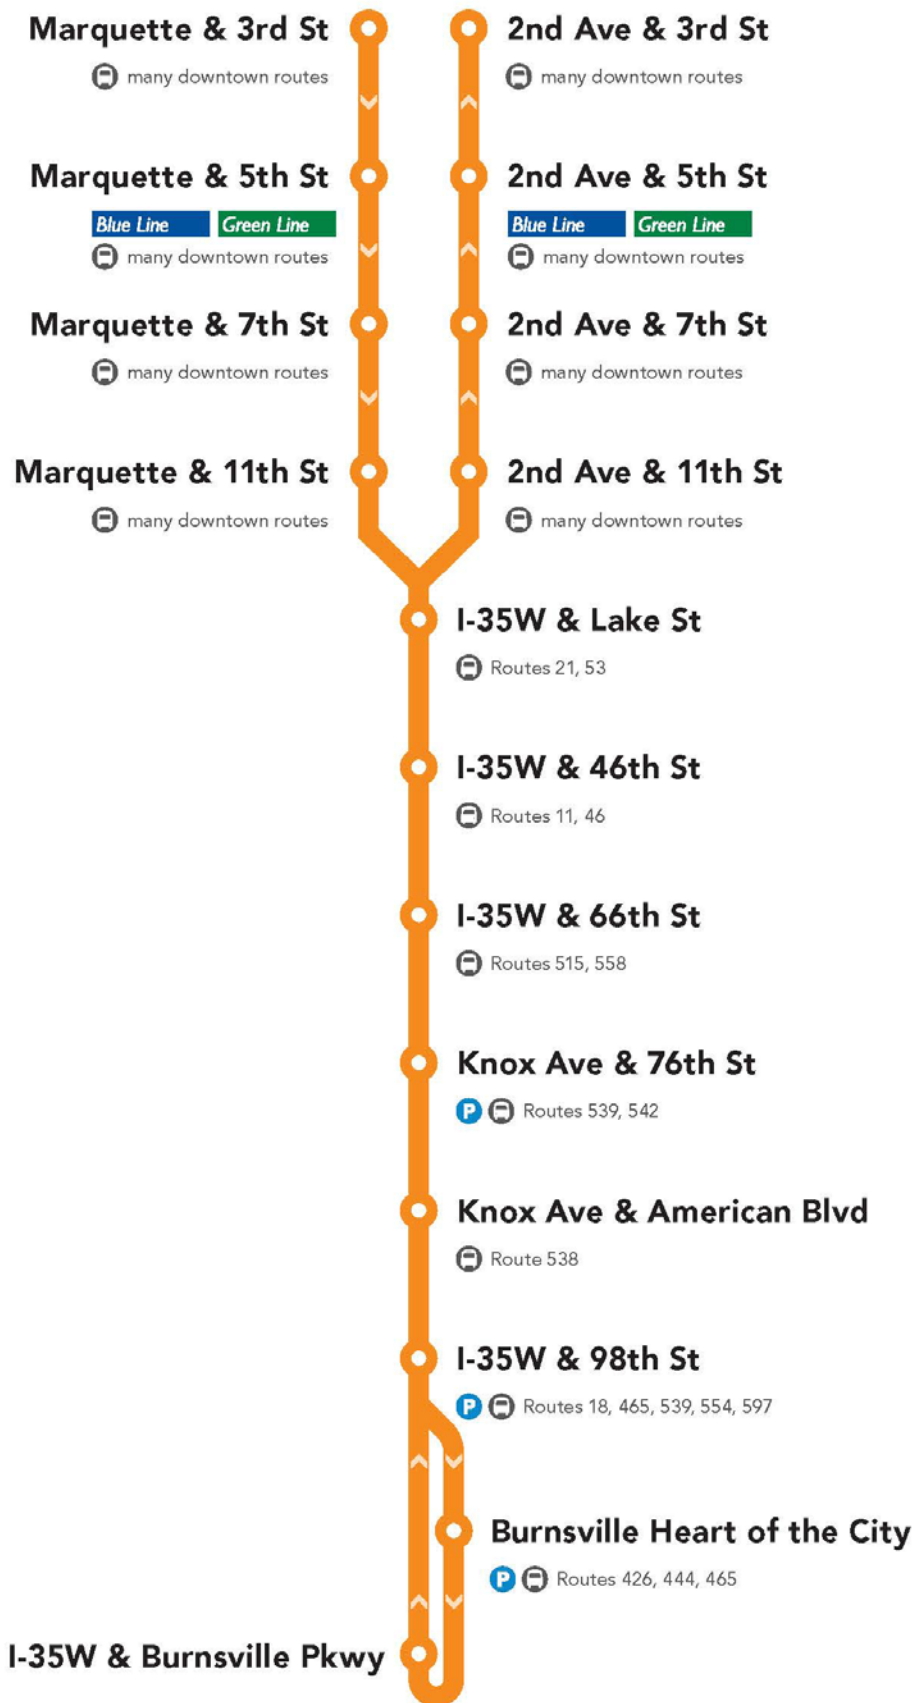 Marquette & 3rd St
many downtown routes
2nd Ave & 3rd St
many downtown routes
Marquette & 5th St
Blue Line Green Line
many downtown routes
2nd Ave & 5th St
Blue Line Green Line
many downtown routes
Marquette & 7th St
many downtown routes
2nd Ave & 7th St
many downtown routes
Marquette & 11th St
many downtown routes
2nd Ave & 11th St
many downtown routes
I-35W & Lake St
Routes 21, 53
I-35W & 46th St
Routes 11, 46
I-35W & 66th St
Routes 515, 558
Knox Ave & 76th St
P Routes 539, 542
Knox Ave & American Blvd
Route 538
I-35W & 98th St
P Routes 18, 465, 539, 554, 597
Burnsville Heart of the City
P Routes 426, 444, 465
I-35W & Burnsville Pkwy